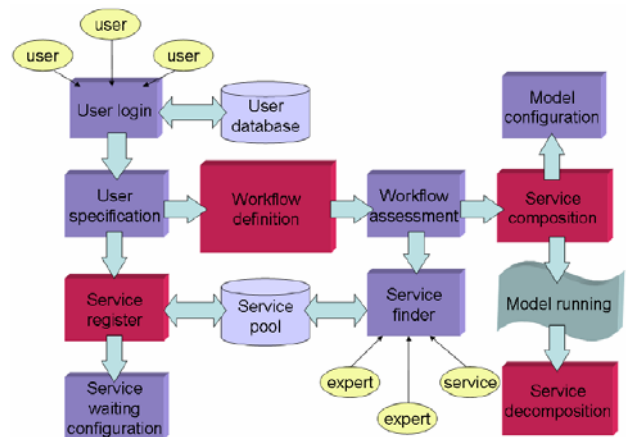 user
user
user
User login
User
database
Model
configuration
User
specification
Workflow
definition
Workflow
assessment
Service
composition
Service
register
Service
pool
Service
finder
Model running
Service
waiting
configuration
expert
expert
service
Service
decomposition